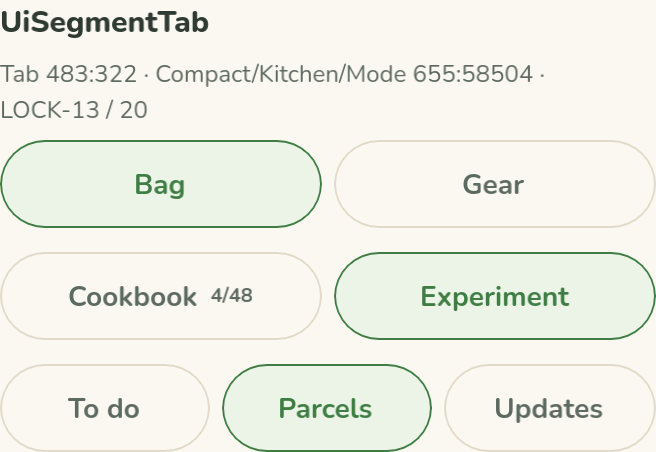 UiSegmentTab
Tab 483:322 · Compact/Kitchen/Mode 655:58504 ·
LOCK-13 / 20
Bag Gear
Cookbook 4/48 Experiment
To do Parcels Updates